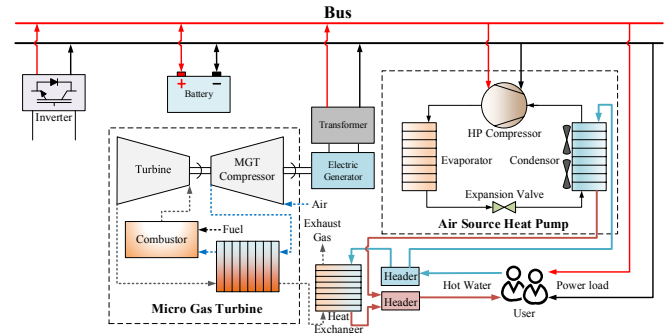 Bus
Inverter
+
−
Battery
Transformer
Electric
Generator
HP Compressor
Evaporator
Condensor
Expansion Valve
Air Source Heat Pump
Turbine
MGT
Compressor
Air
Combustor
Fuel
Exhaust
Gas
Micro Gas Turbine
Heat
Exchanger
Header
Header
Hot Water
User
Power load